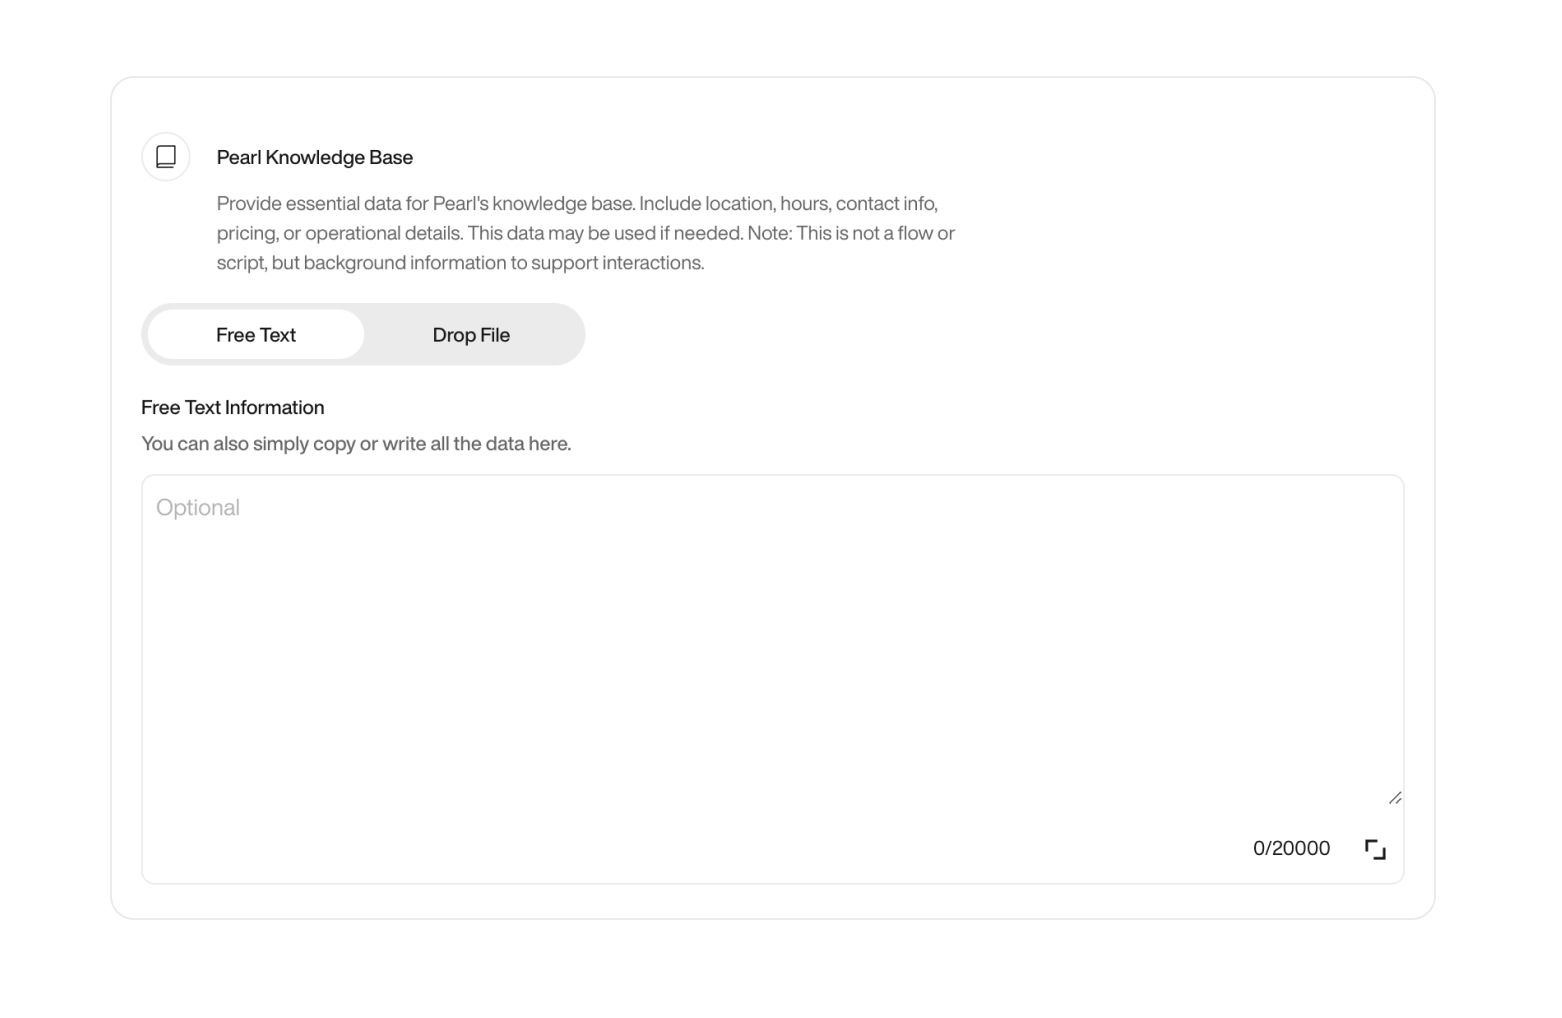 Pearl Knowledge Base
Provide essential data for Pearl's knowledge base. Include location, hours, contact info,
pricing, or operational details. This data may be used if needed. Note: This is not a flow or
script, but background information to support interactions.
Free Text
Drop File
Free Text Information
You can also simply copy or write all the data here.
Optional
0/20000